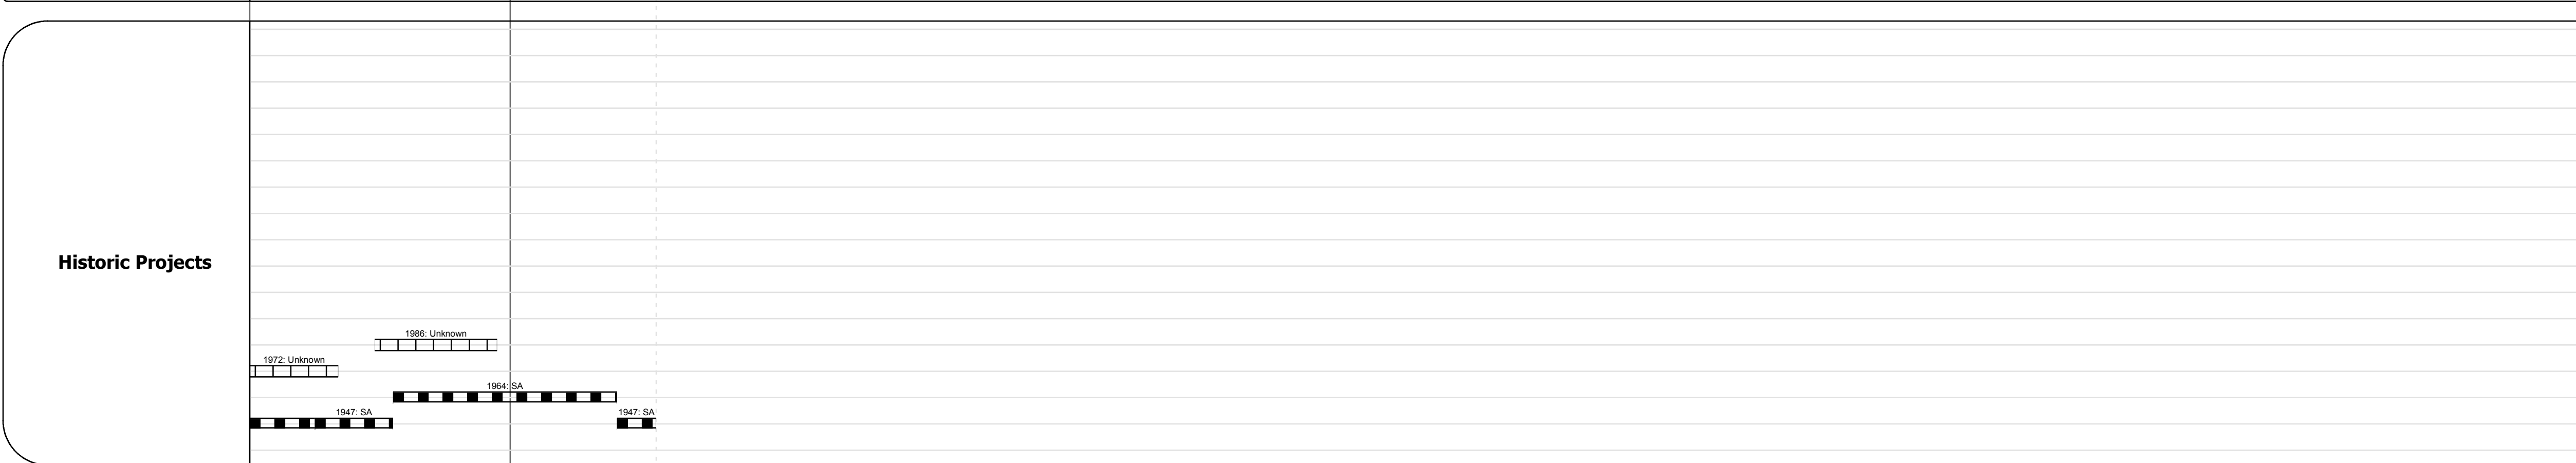 Historic Projects
1986: Unknown
1972: Unknown
1964: SA
1947: SA
1947: SA